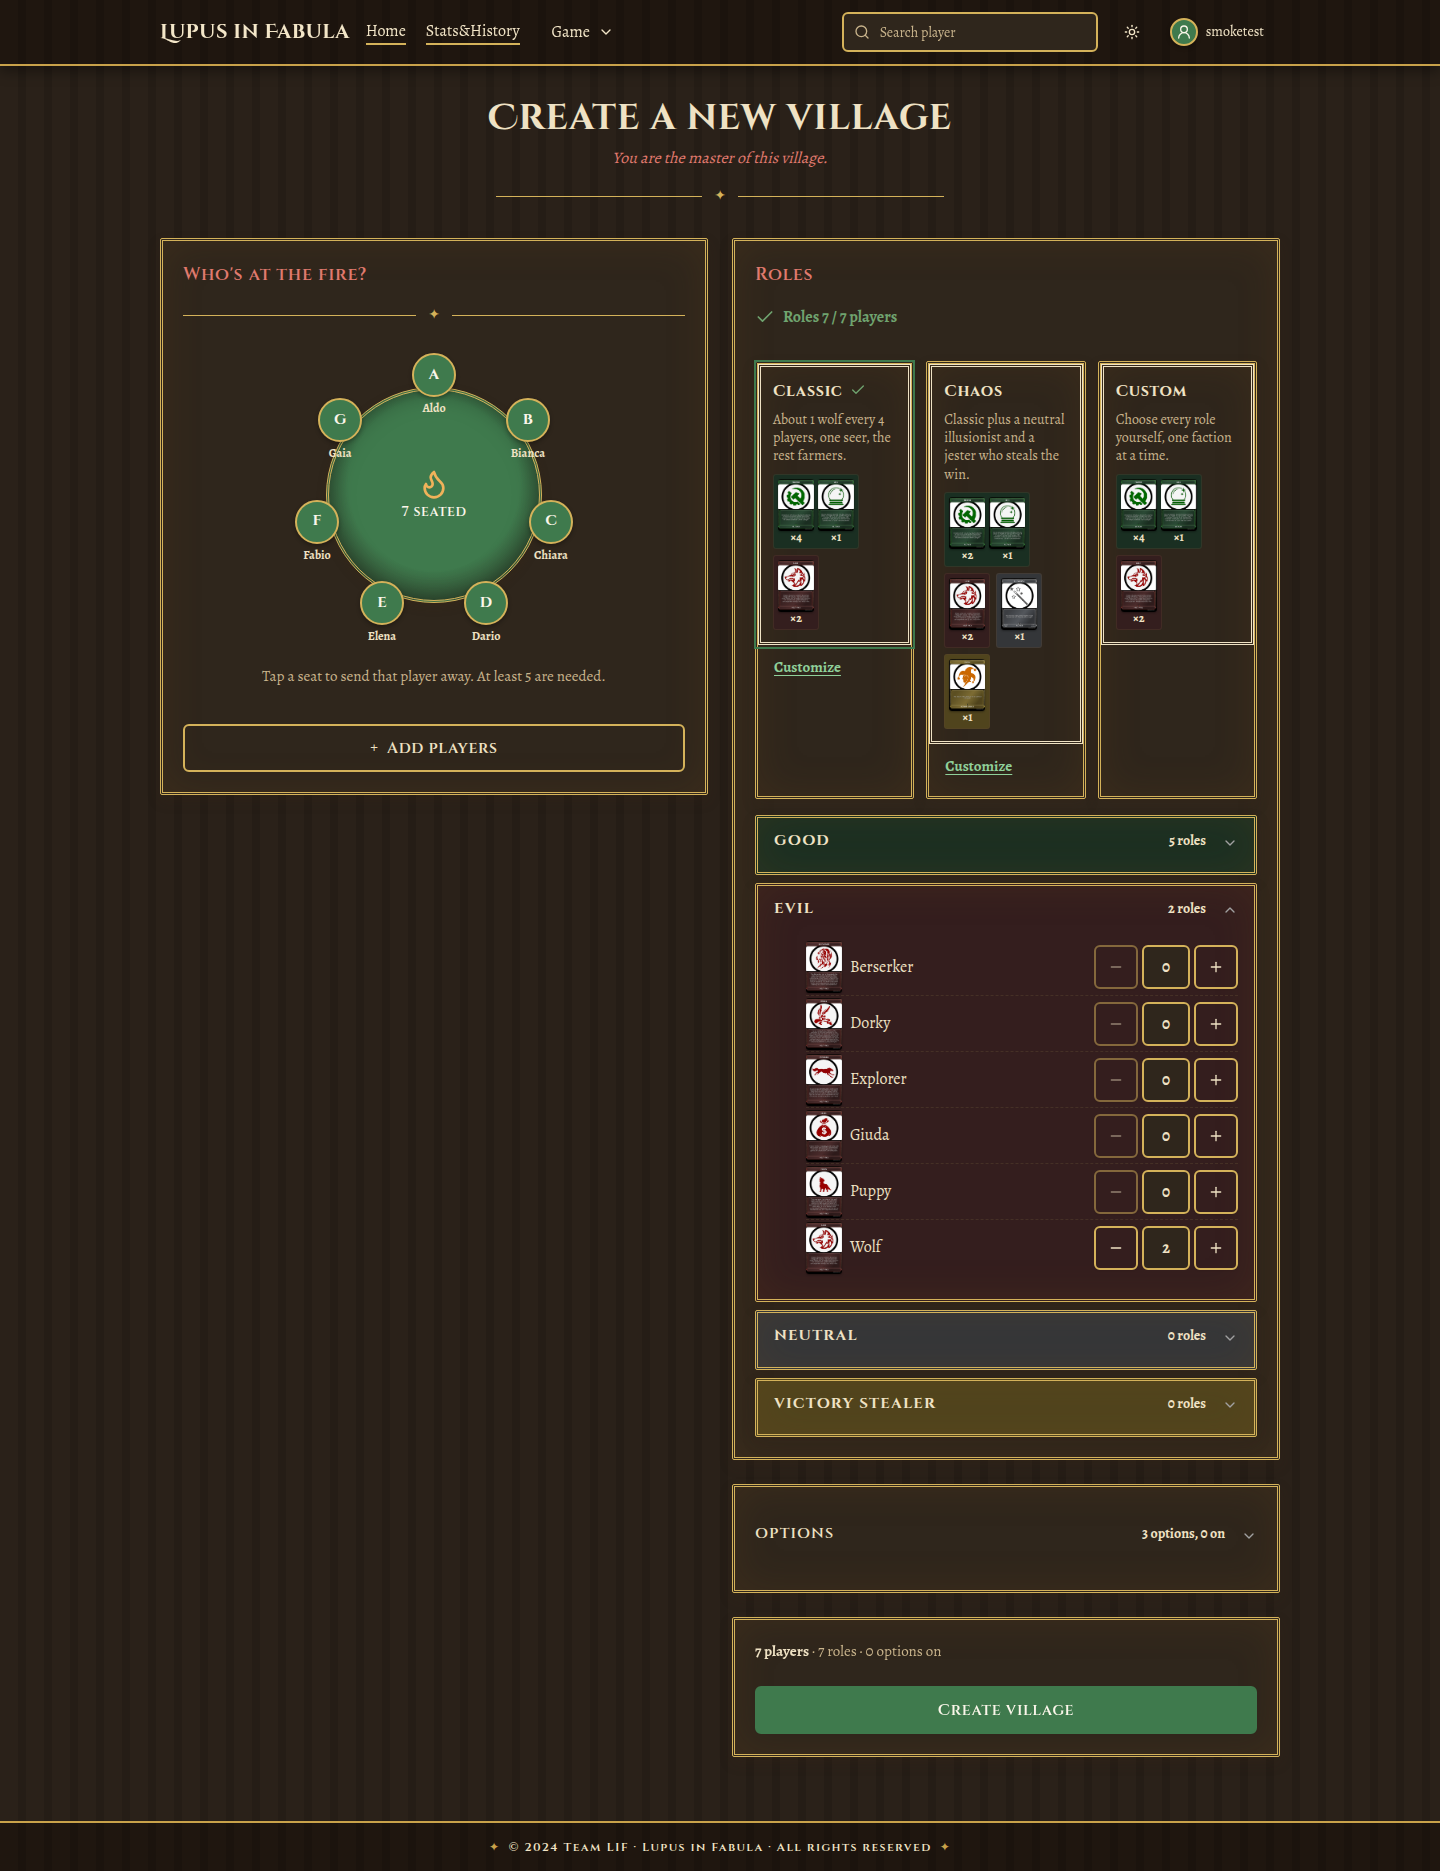 Lupus in Fabula
Home
Stats&History
Game
Search player
smoketest
Create a new village
You are the master of this village.
Who's at the fire?
A
Aldo
G
Gaia
B
Bianca
7 seated
F
Fabio
C
Chiara
E
Elena
D
Dario
Tap a seat to send that player away. At least 5 are needed.
+ Add players
Roles
Roles 7 / 7 players
Classic
About 1 wolf every 4
players, one seer, the
rest farmers.
×4
×1
×2
Customize
Chaos
Classic plus a neutral
illusionist and a
jester who steals the
win.
×2
×1
×2
×1
×1
Customize
Custom
Choose every role
yourself, one faction
at a time.
×4
×1
×2
Good
5 roles
Evil
2 roles
Berserker
− 0 +
Dorky
− 0 +
Explorer
− 0 +
Giuda
− 0 +
Puppy
− 0 +
Wolf
− 2 +
Neutral
0 roles
Victory Stealer
0 roles
Options
3 options, 0 on
7 players · 7 roles · 0 options on
Create village
✦ © 2024 Team LIF · Lupus in Fabula · All rights reserved ✦